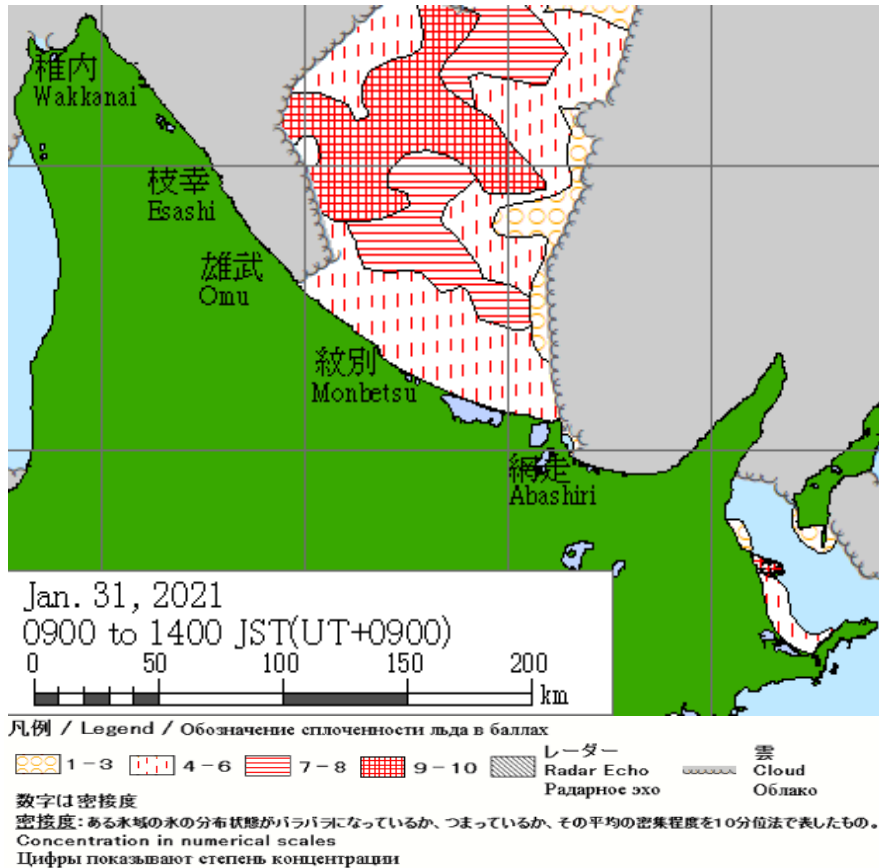 稚内
Wakkanai
枝幸
Esashi
雄武
Omu
紋別
Monbetsu
網走
Abashiri
Jan. 31, 2021
0900 to 1400 JST(UT+0900)
0 50 100 150 200
km
凡例 / Legend / Обозначение сплоченности льда в баллах
1-3 4-6 7-8 9-10 レーダー Radar Echo Радарное эхо 雲 Cloud Облако
数字は密接度
密接度:ある氷域の氷の分布状態がバラバラになっているか、つまっているか、その平均の密集程度を10分位法で表したもの。
Concentration in numerical scales
Цифры показывают степень концентрации